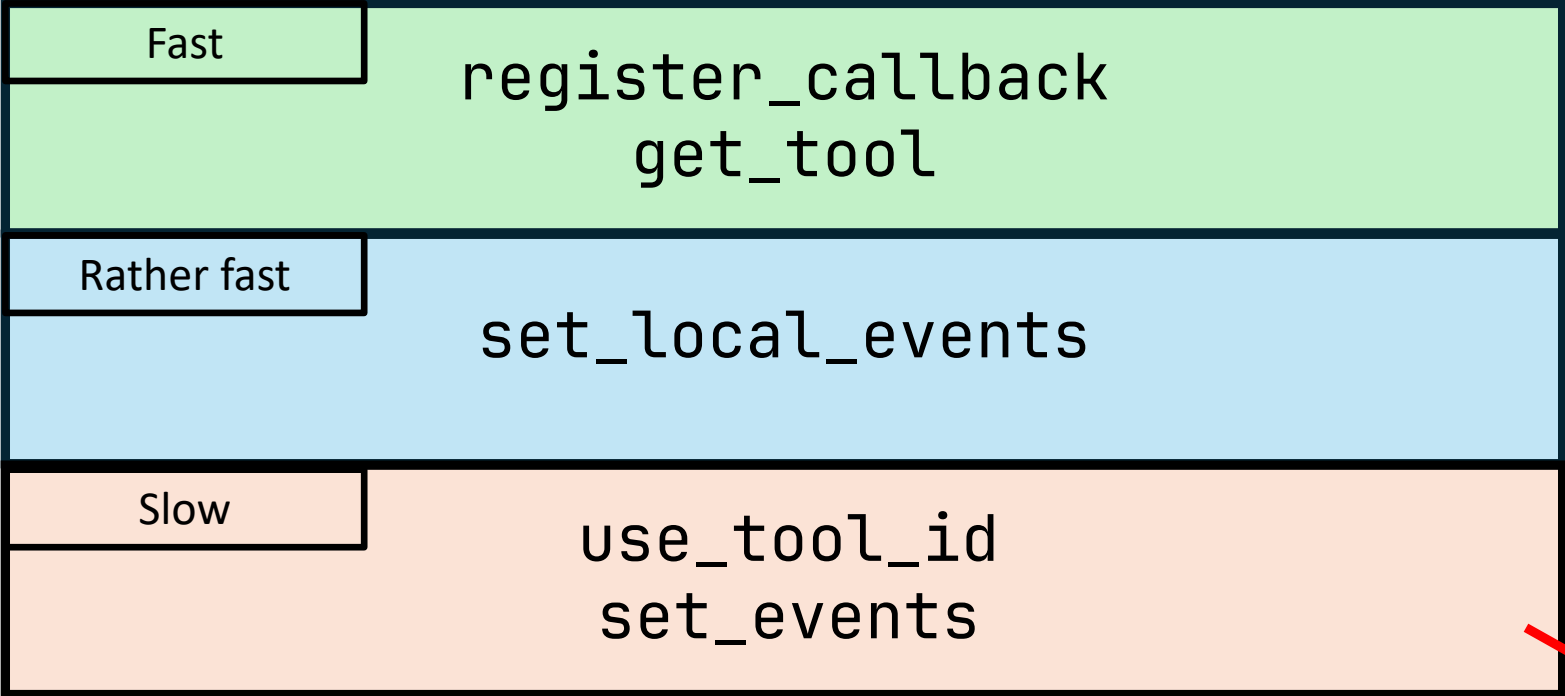 Fast
register_callback
get_tool
Rather fast
set_local_events
Slow
use_tool_id
set_events